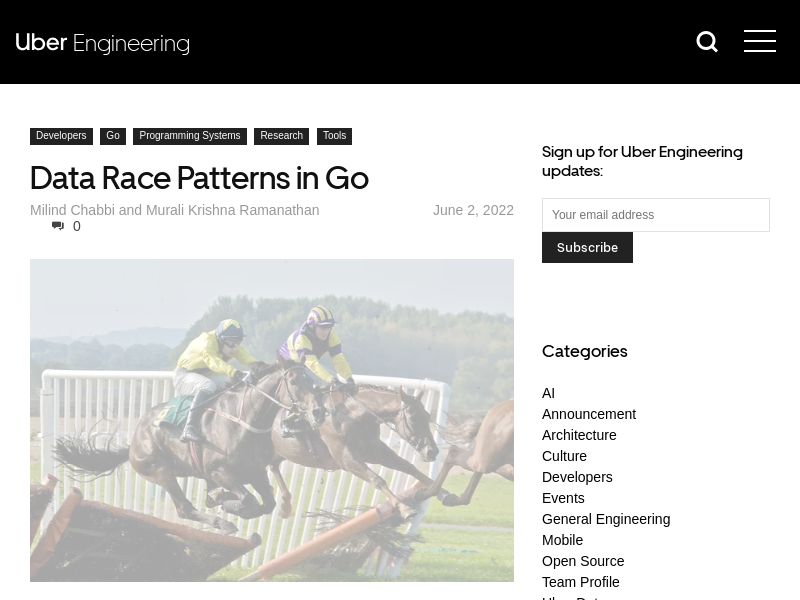 Uber Engineering
Developers Go Programming Systems Research Tools
Data Race Patterns in Go
Milind Chabbi and Murali Krishna Ramanathan June 2, 2022
0
Sign up for Uber Engineering
updates:
Your email address
Subscribe
Categories
AI
Announcement
Architecture
Culture
Developers
Events
General Engineering
Mobile
Open Source
Team Profile